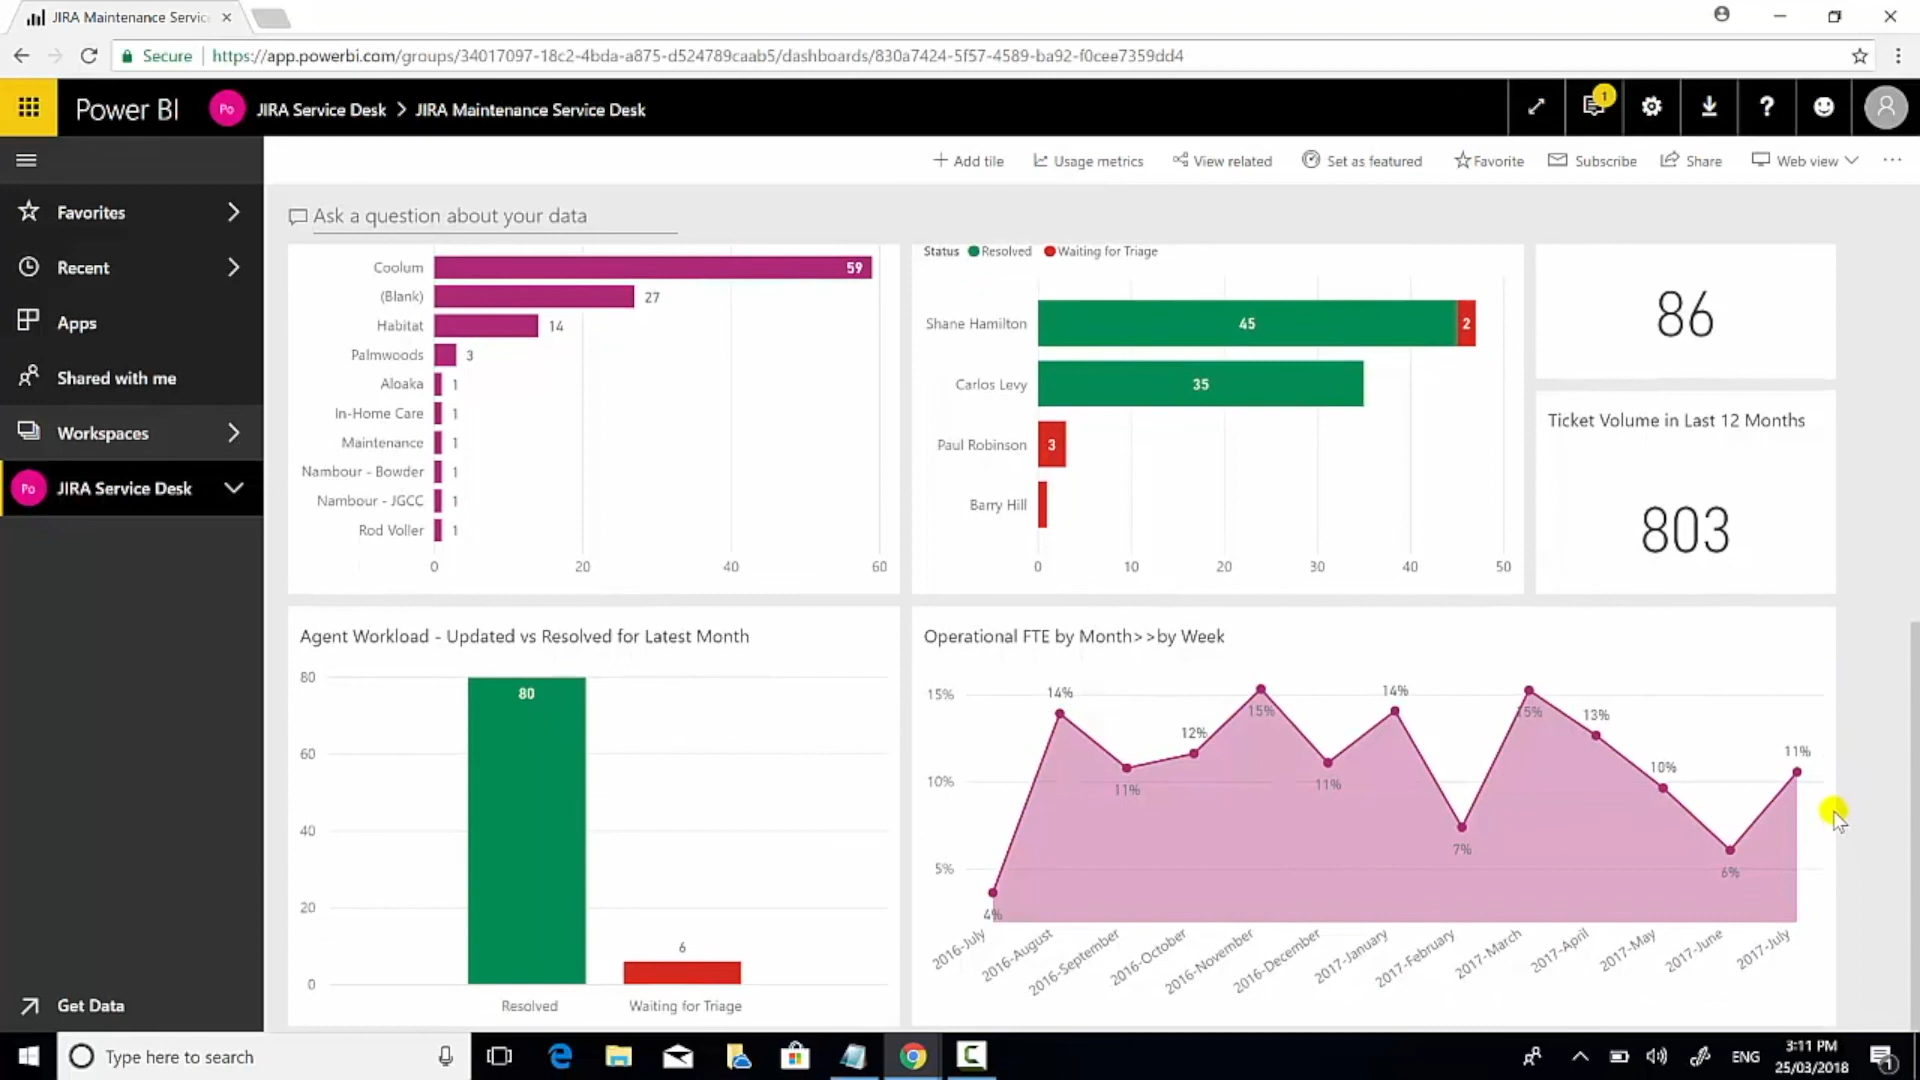 JIRA Maintenance Servic
Secure
https://app.powerbi.com/groups/34017097-18c2-4bda-a875-d524789caab5/dashboards/830a7424-5f57-4589-ba92-f0cee7359dd4
Power BI
Po
JIRA Service Desk > JIRA Maintenance Service Desk
1
?
Add tile
Usage metrics
View related
Set as featured
Favorite
Subscribe
Share
Web view
Favorites
Recent
Apps
Shared with me
Workspaces
Po JIRA Service Desk
Get Data
Ask a question about your data
Coolum 59
(Blank) 27
Habitat 14
Palmwoods 3
Aloaka 1
In-Home Care 1
Maintenance 1
Nambour - Bowder 1
Nambour - JGCC 1
Rod Voller 1
0 20 40 60
Status Resolved Waiting for Triage
Shane Hamilton 45 2
Carlos Levy 35
Paul Robinson 3
Barry Hill
0 10 20 30 40 50
86
Ticket Volume in Last 12 Months
803
Agent Workload - Updated vs Resolved for Latest Month
80
60
40
20
0
80
6
Resolved Waiting for Triage
Operational FTE by Month>>by Week
15%
10%
5%
4% 14% 11% 12% 15% 11% 14% 7% 15% 13% 10% 6% 11%
2016-July 2016-August 2016-September 2016-October 2016-November 2016-December 2017-January 2017-February 2017-March 2017-April 2017-May 2017-June 2017-July
Type here to search
ENG
3:11 PM
25/03/2018
1